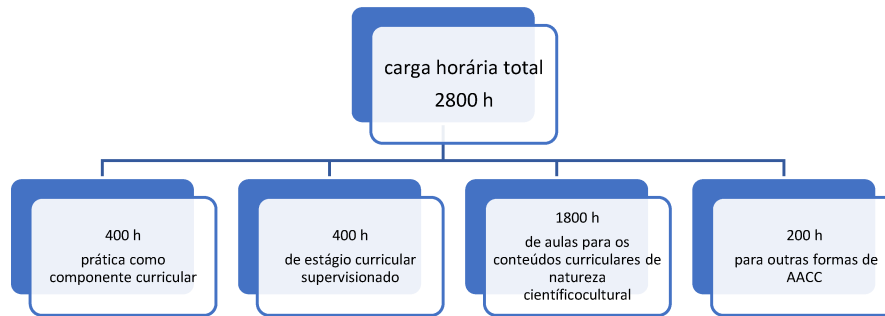 carga horária total
2800 h
400 h
prática como
componente curricular
400 h
de estágio curricular
supervisionado
1800 h
de aulas para os
conteúdos curriculares de
natureza
científicocultural
200 h
para outras formas de
AACC